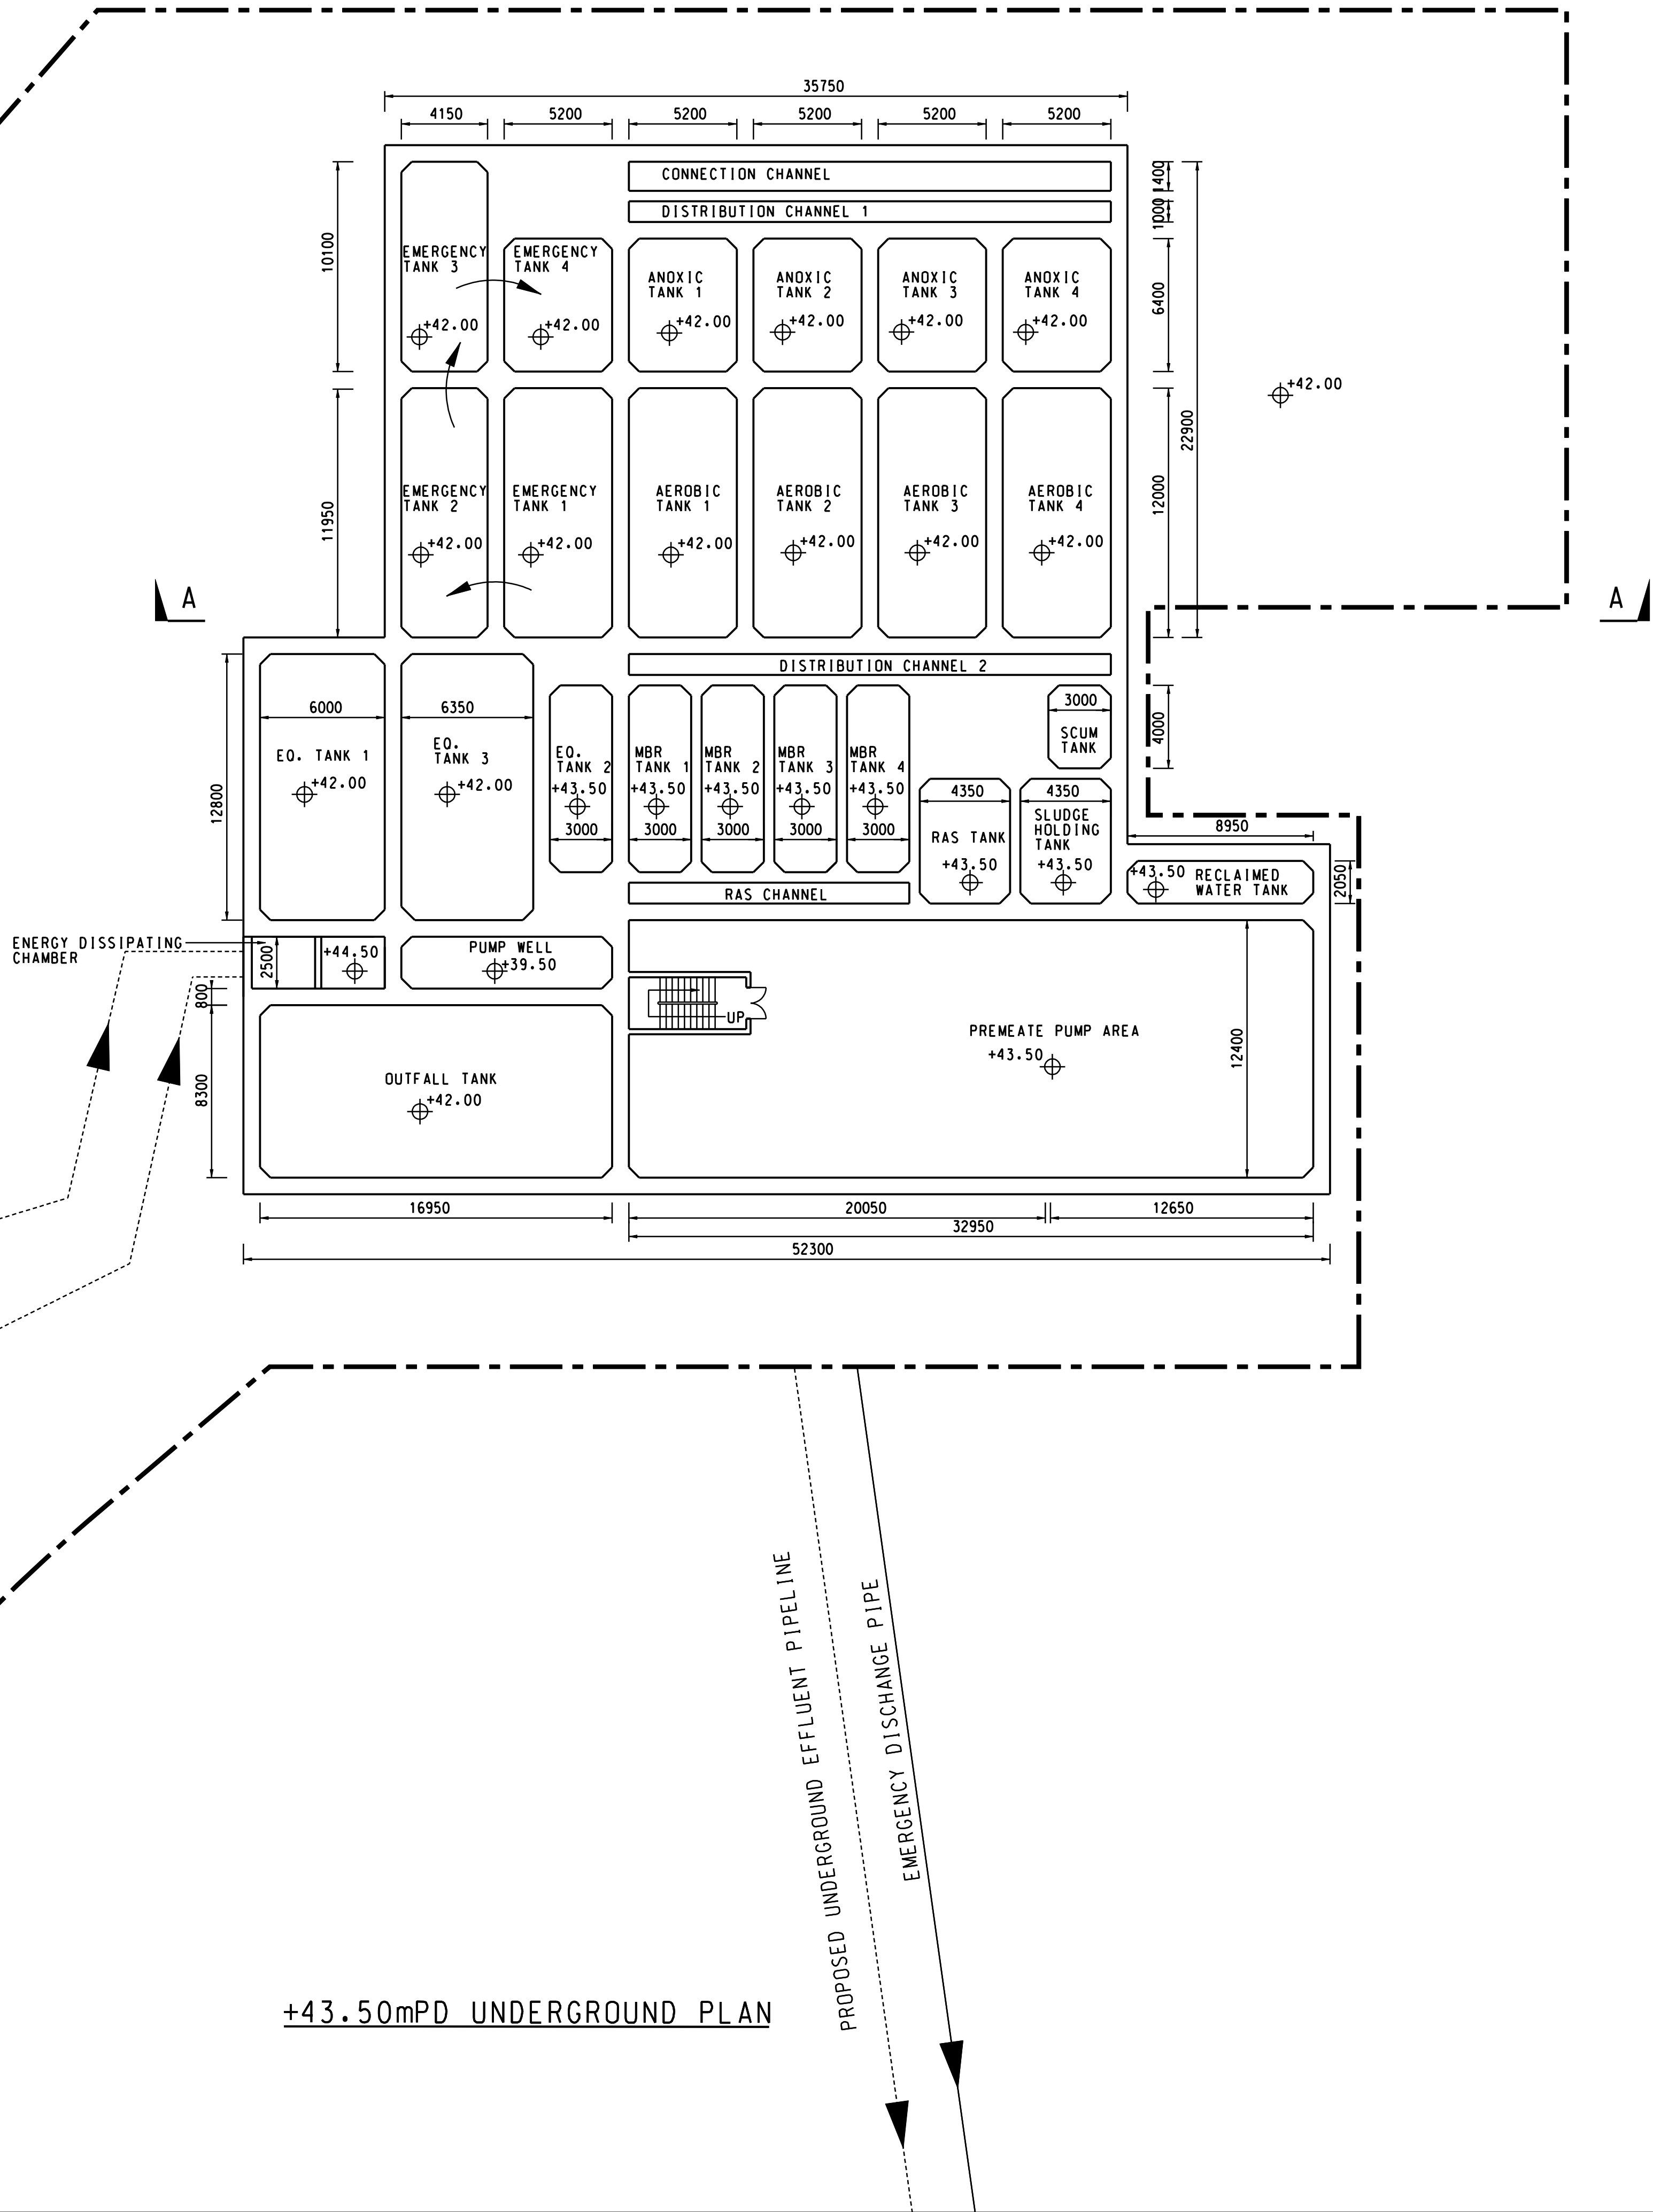 35750
4150
5200
5200
5200
5200
5200
CONNECTION CHANNEL
1400
DISTRIBUTION CHANNEL 1
1000
10100
EMERGENCY
TANK 3
+42.00
EMERGENCY
TANK 4
+42.00
ANOXIC
TANK 1
+42.00
ANOXIC
TANK 2
+42.00
ANOXIC
TANK 3
+42.00
ANOXIC
TANK 4
+42.00
6400
22900
+42.00
11950
EMERGENCY
TANK 2
+42.00
EMERGENCY
TANK 1
+42.00
AEROBIC
TANK 1
+42.00
AEROBIC
TANK 2
+42.00
AEROBIC
TANK 3
+42.00
AEROBIC
TANK 4
+42.00
12000
A
A
DISTRIBUTION CHANNEL 2
12800
6000
EQ. TANK 1
+42.00
6350
EQ.
TANK 3
+42.00
EQ.
TANK 2
+43.50
3000
MBR
TANK 1
+43.50
3000
MBR
TANK 2
+43.50
3000
MBR
TANK 3
+43.50
3000
MBR
TANK 4
+43.50
3000
3000
SCUM
TANK
4000
4350
RAS TANK
+43.50
4350
SLUDGE
HOLDING
TANK
+43.50
8950
+43.50
RECLAIMED
WATER TANK
2050
RAS CHANNEL
ENERGY DISSIPATING
CHAMBER
2500
+44.50
PUMP WELL
+39.50
800
UP
PREMEATE PUMP AREA
+43.50
12400
8300
OUTFALL TANK
+42.00
16950
20050
12650
32950
52300
PROPOSED UNDERGROUND EFFLUENT PIPELINE
EMERGENCY DISCHANGE PIPE
+43.50mPD UNDERGROUND PLAN